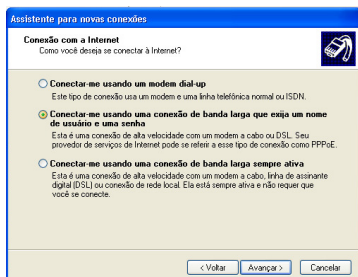 Assistente para novas conexões
Conexão com a Internet
Como você deseja se conectar à Internet?
Conectar-me usando um modem dial-up
Este tipo de conexão usa um modem e uma linha telefônica normal ou ISDN.
Conectar-me usando uma conexão de banda larga que exija um nome
de usuário e uma senha
Esta é uma conexão de alta velocidade com um modem a cabo ou DSL. Seu
provedor de serviços de Internet pode se referir a esse tipo de conexão como PPPoE.
Conectar-me usando uma conexão de banda larga sempre ativa
Esta é uma conexão de alta velocidade com um modem a cabo, linha de assinante
digital (DSL) ou conexão de rede local. Ela está sempre ativa e não requer que
você se conecte.
< Voltar Avançar > Cancelar